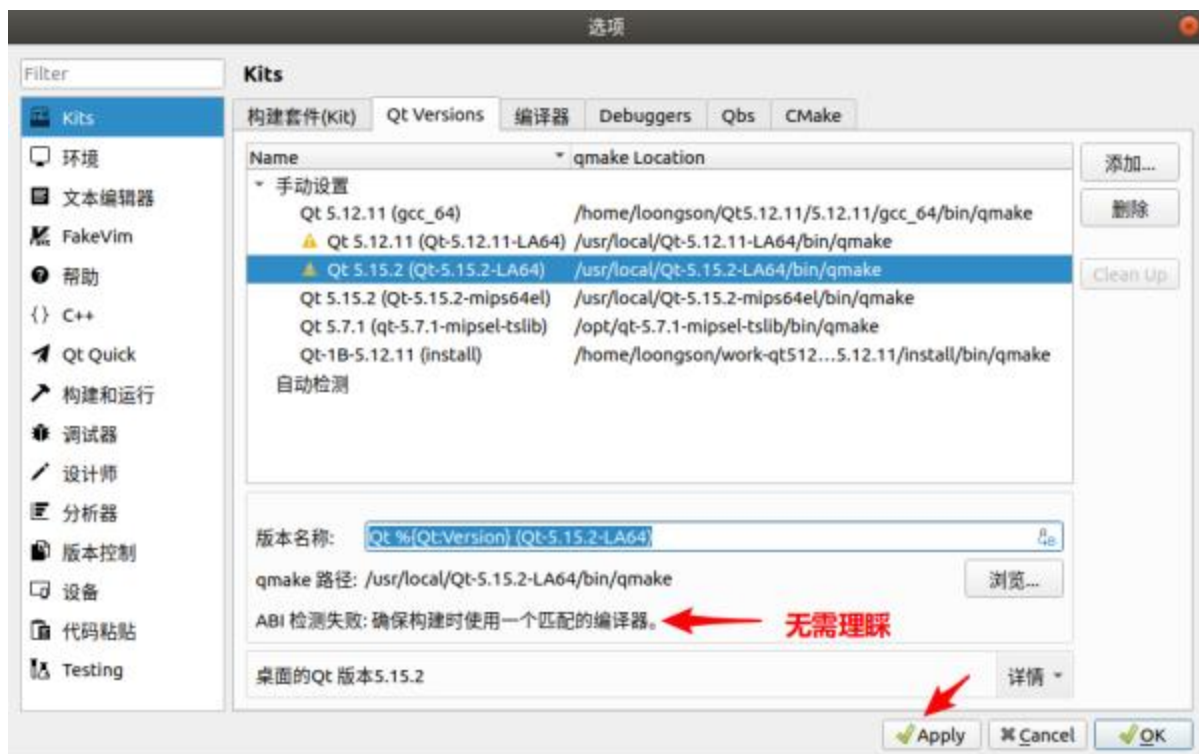 选项
Filter
Kits
Kits
环境
文本编辑器
FakeVim
帮助
{} C++
Qt Quick
构建和运行
调试器
设计师
分析器
版本控制
设备
代码粘贴
Testing
构建套件(Kit) Qt Versions 编译器 Debuggers Qbs CMake
Name qmake Location
手动设置
Qt 5.12.11 (gcc_64) /home/loongson/Qt5.12.11/5.12.11/gcc_64/bin/qmake
Qt 5.12.11 (Qt-5.12.11-LA64) /usr/local/Qt-5.12.11-LA64/bin/qmake
Qt 5.15.2 (Qt-5.15.2-LA64) /usr/local/Qt-5.15.2-LA64/bin/qmake
Qt 5.15.2 (Qt-5.15.2-mips64el) /usr/local/Qt-5.15.2-mips64el/bin/qmake
Qt 5.7.1 (qt-5.7.1-mipsel-tslib) /opt/qt-5.7.1-mipsel-tslib/bin/qmake
Qt-1B-5.12.11 (install) /home/loongson/work-qt512...5.12.11/install/bin/qmake
自动检测
添加...
删除
Clean Up
版本名称: Qt %{Qt:Version} (Qt-5.15.2-LA64)
qmake 路径: /usr/local/Qt-5.15.2-LA64/bin/qmake 浏览...
ABI 检测失败: 确保构建时使用一个匹配的编译器。 无需理睬
桌面的Qt 版本5.15.2 详情
Apply Cancel OK